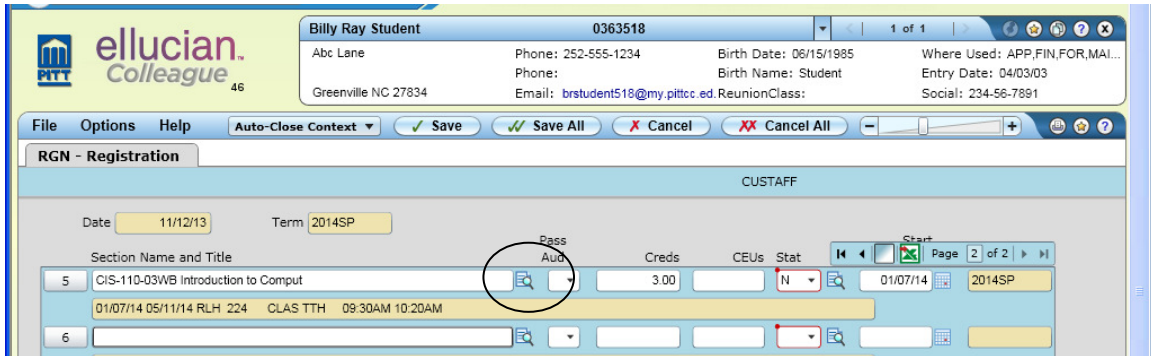 ellucian.
Colleague
46
PITT
Billy Ray Student 0363518 1 of 1
Abc Lane Phone: 252-555-1234 Birth Date: 06/15/1985 Where Used: APP,FIN,FOR,MAI...
Phone: Birth Name: Student Entry Date: 04/03/03
Greenville NC 27834 Email: brstudent518@my.pittcc.ed. ReunionClass: Social: 234-56-7891
File Options Help Auto-Close Context Save Save All Cancel Cancel All
RGN - Registration
CUSTAFF
Date 11/12/13 Term 2014SP
Pass Start
Section Name and Title Aud Creds CEUs Stat Page 2 of 2
5 CIS-110-03WB Introduction to Comput 3.00 N 01/07/14 2014SP
01/07/14 05/11/14 RLH 224 CLAS TTH 09:30AM 10:20AM
6